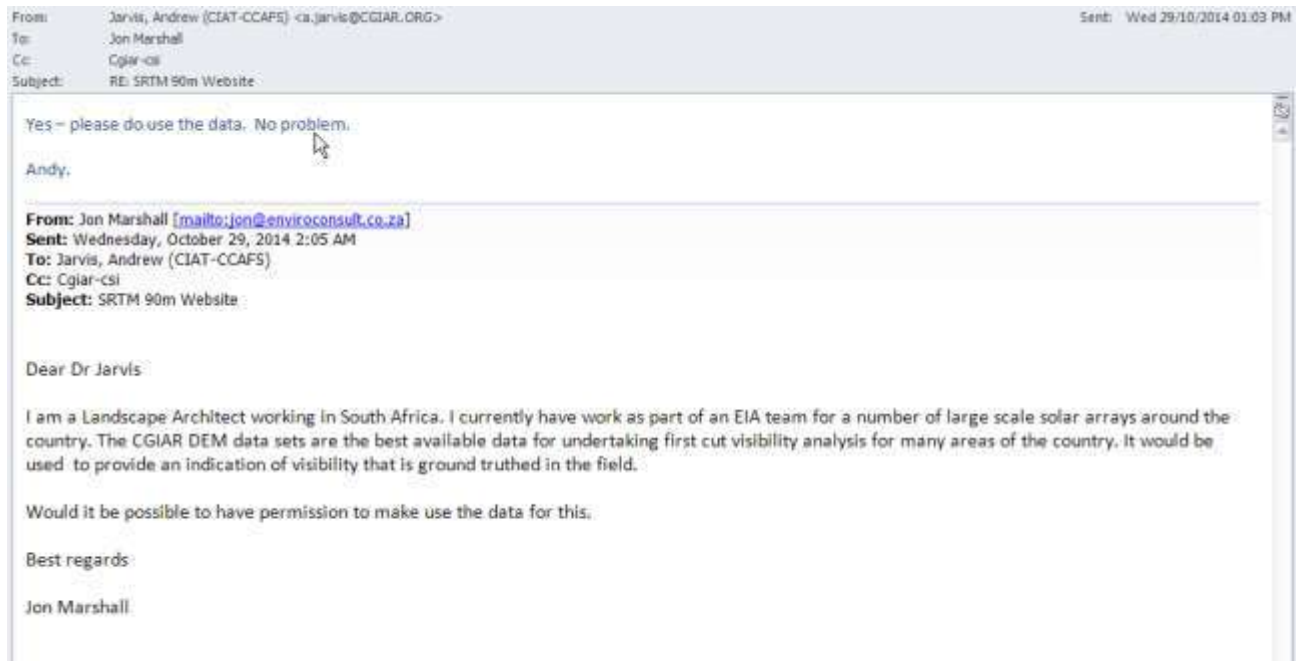 From: Jarvis, Andrew (CIAT-CCAFS) <a.jarvis@CGIAR.ORG> Sent: Wed 29/10/2014 01:03 PM
To: Jon Marshall
Cc: Cgiar-csi
Subject: RE: SRTM 90m Website
Yes – please do use the data. No problem.
Andy.
From: Jon Marshall [mailto:jon@enviroconsult.co.za]
Sent: Wednesday, October 29, 2014 2:05 AM
To: Jarvis, Andrew (CIAT-CCAFS)
Cc: Cgiar-csi
Subject: SRTM 90m Website
Dear Dr Jarvis
I am a Landscape Architect working in South Africa. I currently have work as part of an EIA team for a number of large scale solar arrays around the
country. The CGIAR DEM data sets are the best available data for undertaking first cut visibility analysis for many areas of the country. It would be
used to provide an indication of visibility that is ground truthed in the field.
Would it be possible to have permission to make use the data for this.
Best regards
Jon Marshall